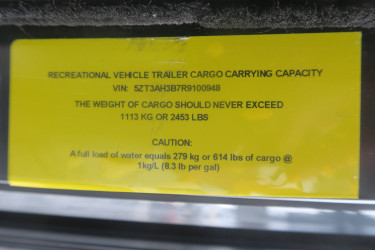 RECREATIONAL VEHICLE TRAILER CARGO CARRYING CAPACITY
VIN: 5ZT3AH3B7R9100948
THE WEIGHT OF CARGO SHOULD NEVER EXCEED
1113 KG OR 2453 LBS
CAUTION:
A full load of water equals 279 kg or 614 lbs of cargo @
1kg/L (8.3 lb per gal)